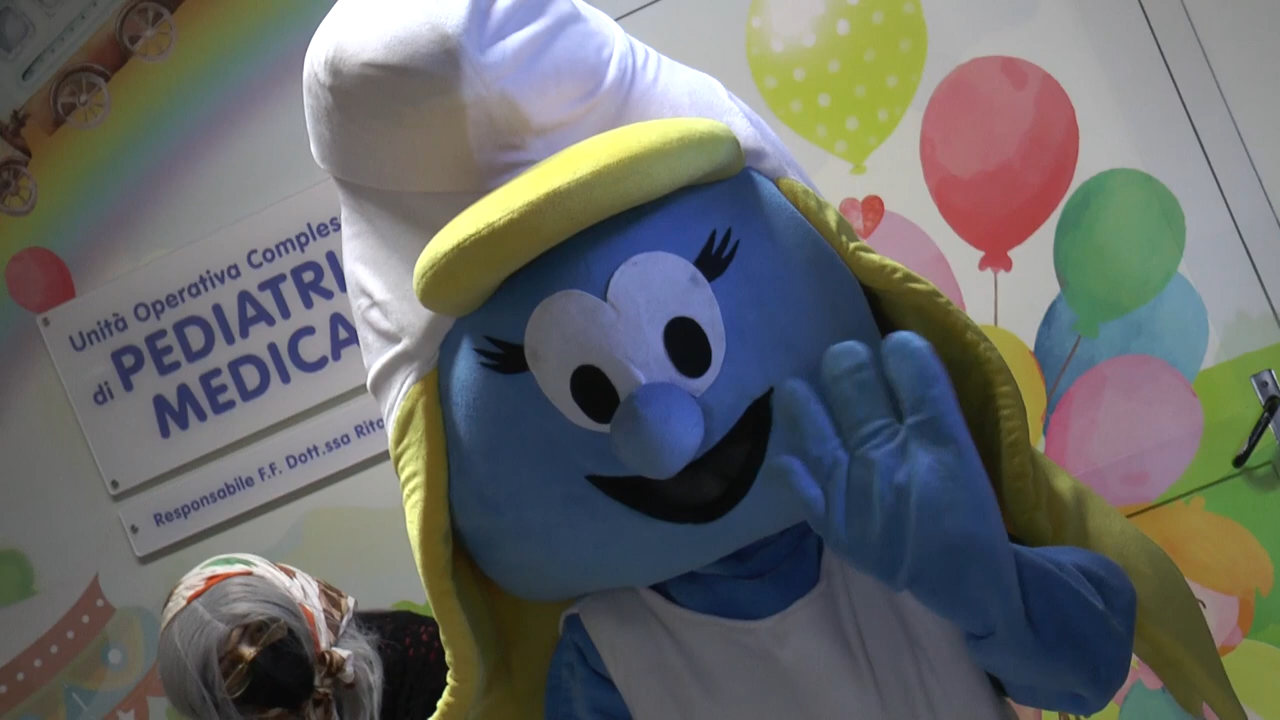 Unità Operativa Comples
di PEDIATRI
MEDICA
Responsabile F.F. Dott.ssa Rita